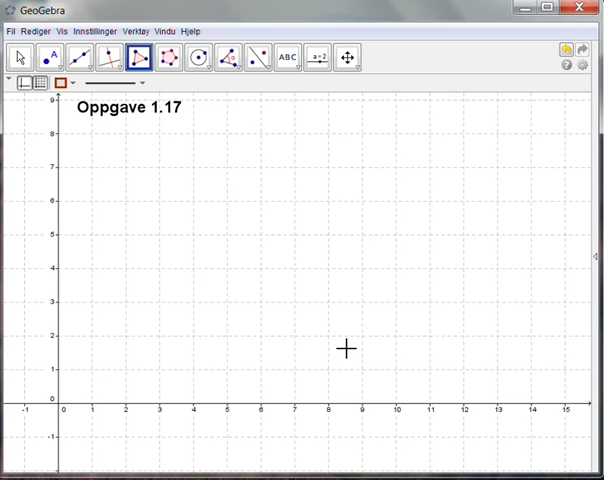 GeoGebra
Fil Rediger Vis Innstillinger Verktøy Vindu Hjelp
A
α
ABC
a=2
Oppgave 1.17
9
8
7
6
5
4
3
2
1
0
-1
-1 0 1 2 3 4 5 6 7 8 9 10 11 12 13 14 15